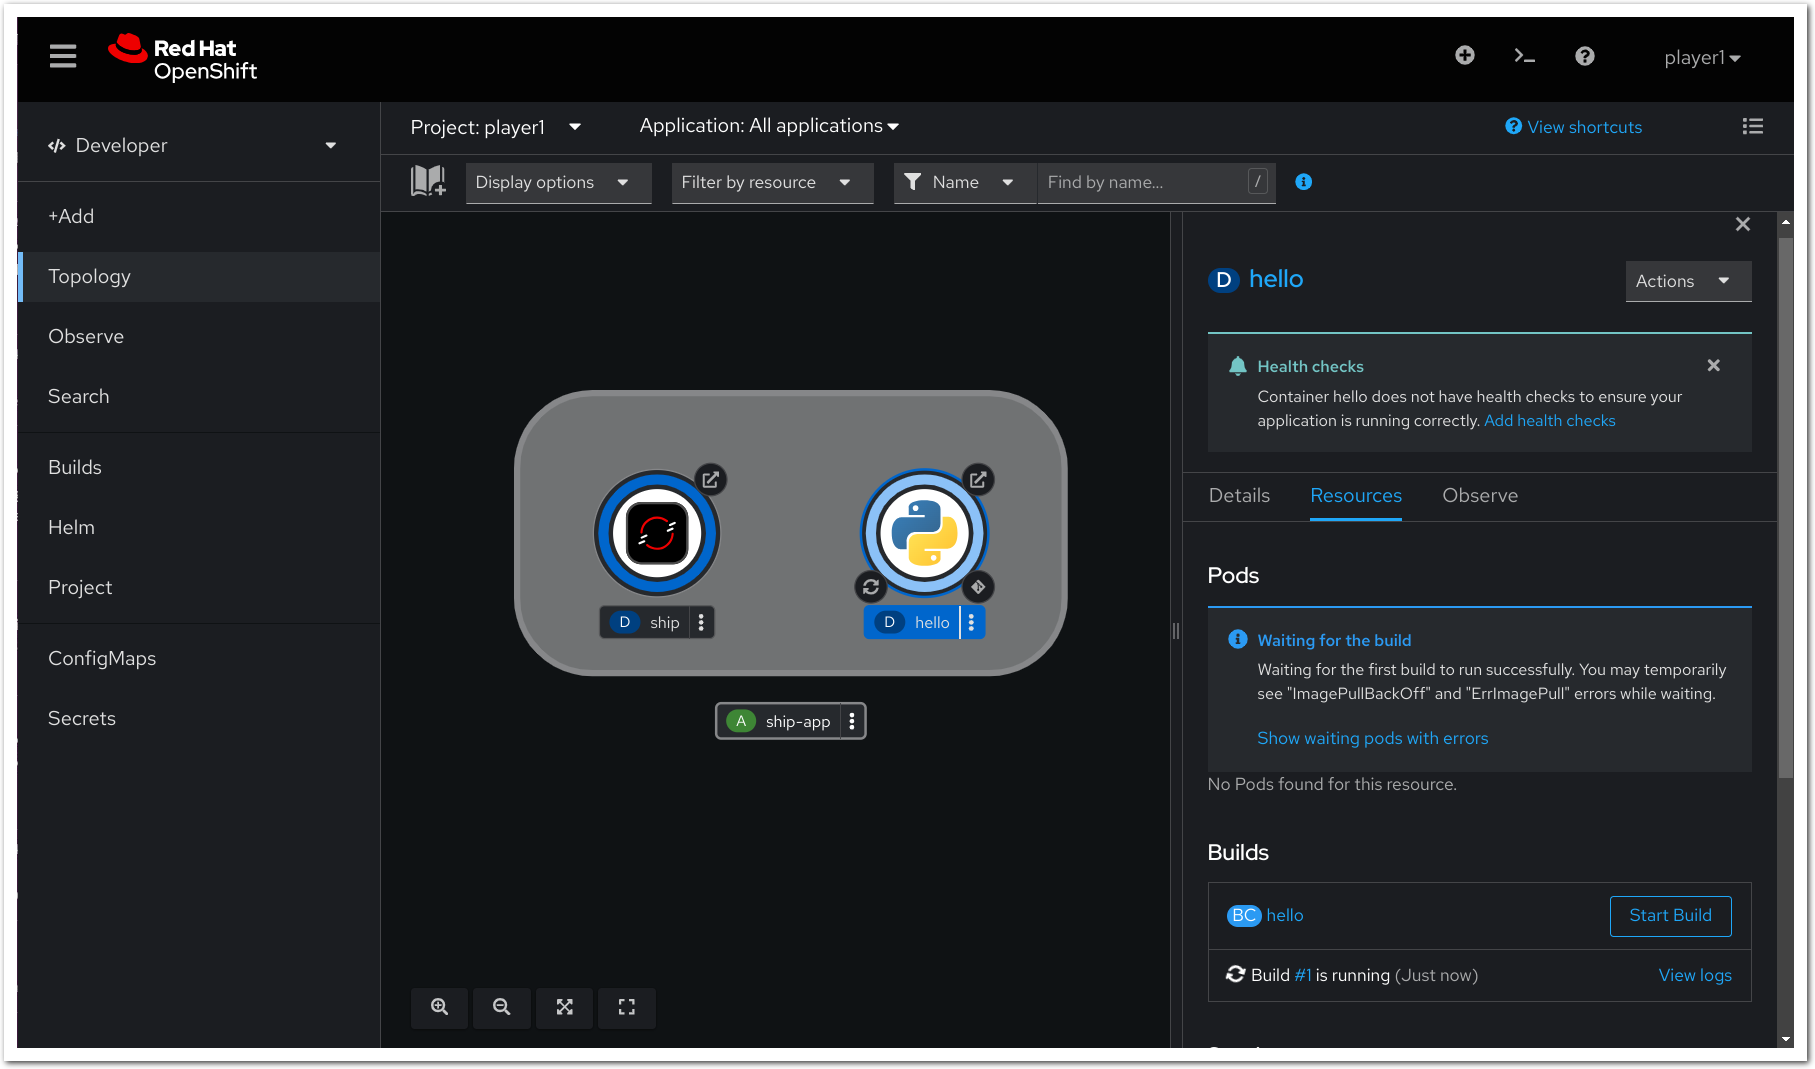 Red Hat
OpenShift
player1
Developer
+Add
Topology
Observe
Search
Builds
Helm
Project
ConfigMaps
Secrets
Project: player1
Application: All applications
View shortcuts
Display options
Filter by resource
Name
Find by name...
/
D ship
D hello
A ship-app
D hello
Actions
Health checks
Container hello does not have health checks to ensure your
application is running correctly. Add health checks
Details
Resources
Observe
Pods
Waiting for the build
Waiting for the first build to run successfully. You may temporarily
see "ImagePullBackOff" and "ErrImagePull" errors while waiting.
Show waiting pods with errors
No Pods found for this resource.
Builds
BC hello
Start Build
Build #1 is running (Just now)
View logs